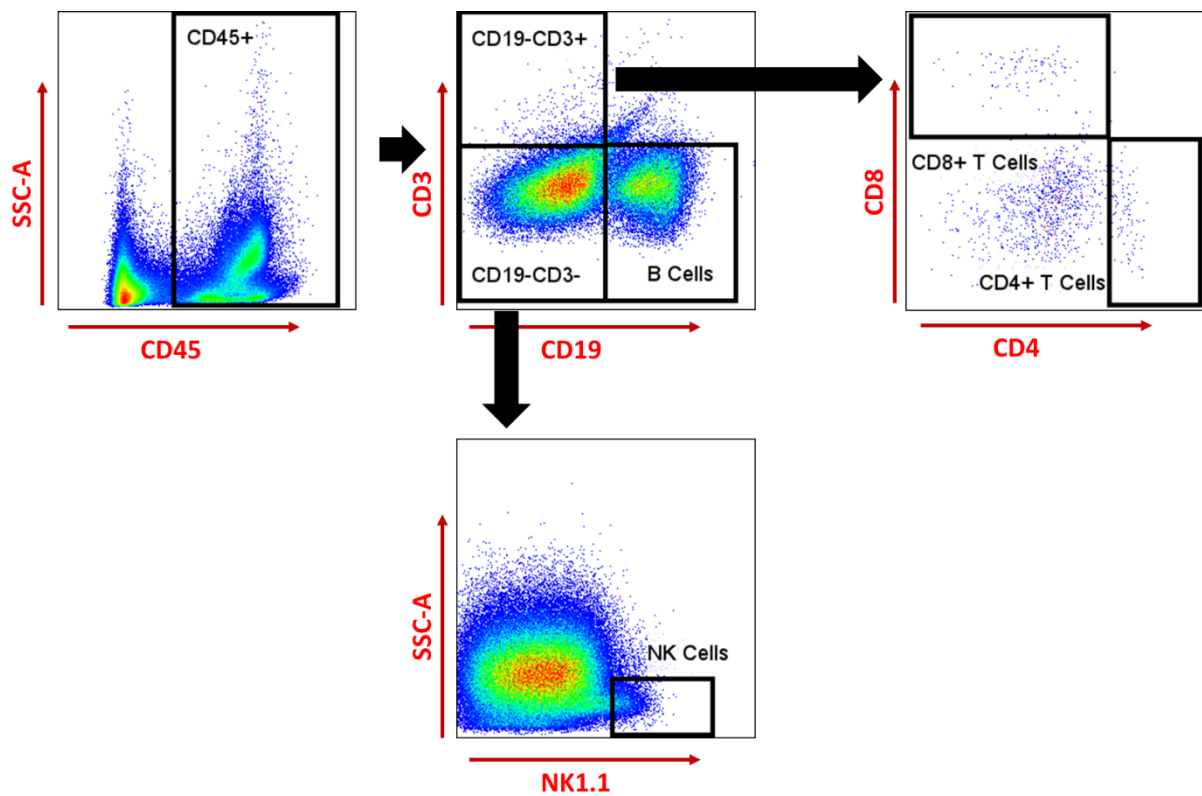 CD45+
SSC-A
CD45
CD19-CD3+
CD3
CD19-CD3-
B Cells
CD19
CD8
CD8+ T Cells
CD4+ T Cells
CD4
SSC-A
NK Cells
NK1.1